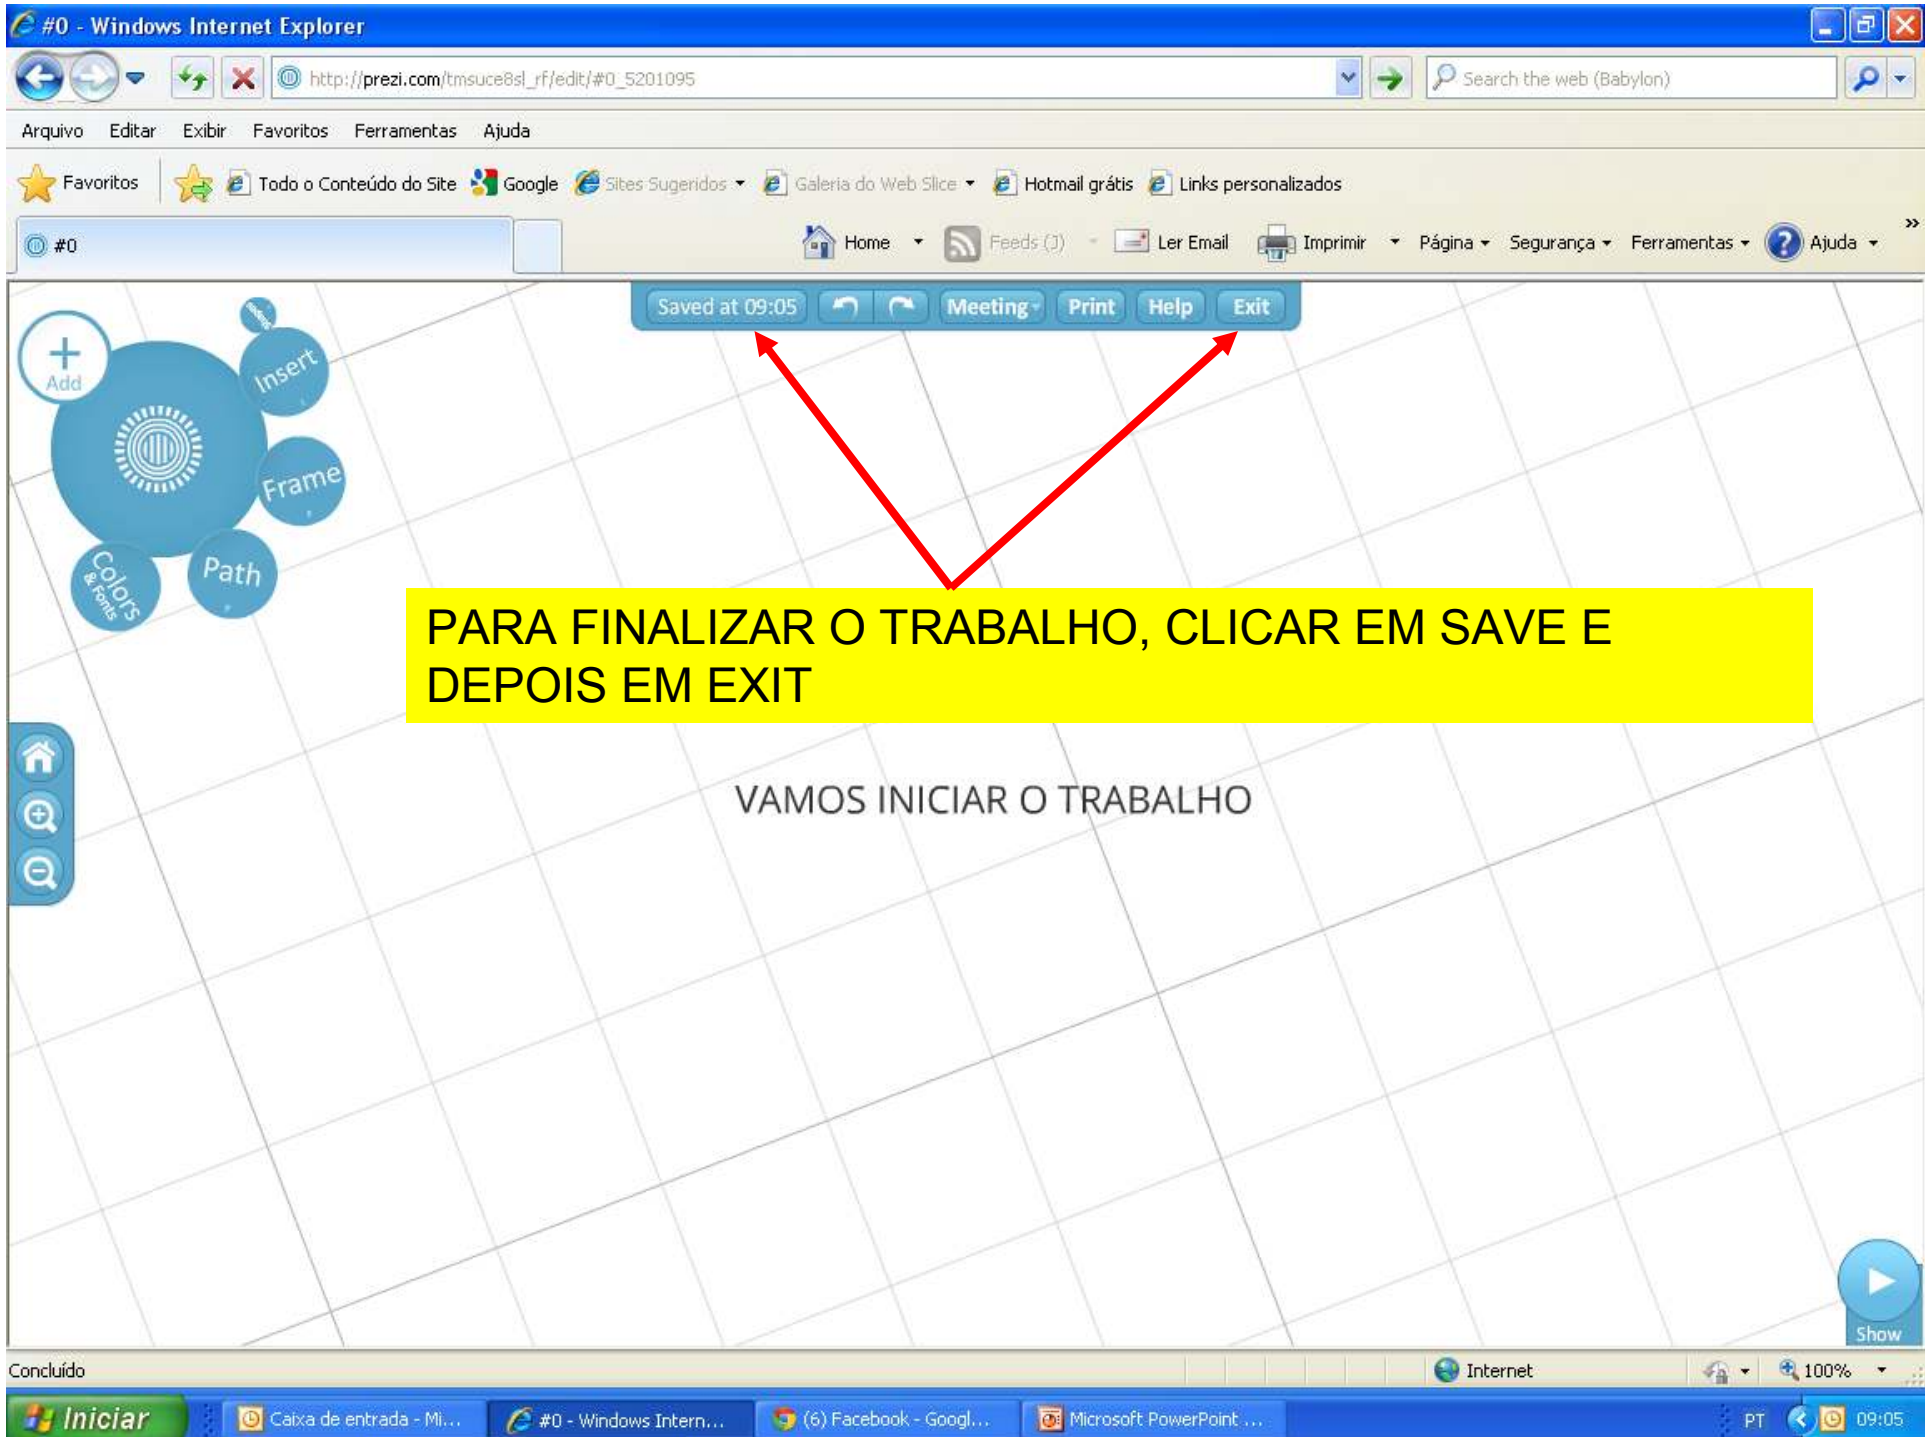 #0 - Windows Internet Explorer
http://prezi.com/tmsuce8sl_rf/edit/#0_5201095
Search the web (Babylon)
Arquivo Editar Exibir Favoritos Ferramentas Ajuda
Favoritos Todo o Conteúdo do Site Google Sites Sugeridos Galeria do Web Slice Hotmail grátis Links personalizados
#0 Home Feeds (J) Ler Email Imprimir Página Segurança Ferramentas Ajuda »
Saved at 09:05 Meeting Print Help Exit
Add
Insert
Frame
Path
Colors
& Fonts
PARA FINALIZAR O TRABALHO, CLICAR EM SAVE E
DEPOIS EM EXIT
VAMOS INICIAR O TRABALHO
Show
Concluído Internet 100%
Iniciar Caixa de entrada - Mi... #0 - Windows Intern... (6) Facebook - Googl... Microsoft PowerPoint ... PT 09:05